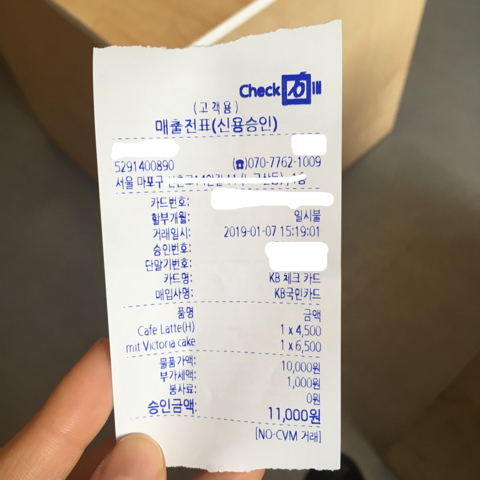 Check
(고객용)
매출전표(신용승인)
5291400890 (☎)070-7762-1009
서울 마포구
카드번호:
할부개월: 일시불
거래일시: 2019-01-07 15:19:01
승인번호:
단말기번호:
카드명: KB 체크 카드
매입사명: KB국민카드
품명 금액
Cafe Latte(H) 1 x 4,500
mit Victoria cake 1 x 6,500
물품가액: 10,000원
부가세액: 1,000원
봉사료: 0원
승인금액: 11,000원
[NO-CVM 거래]